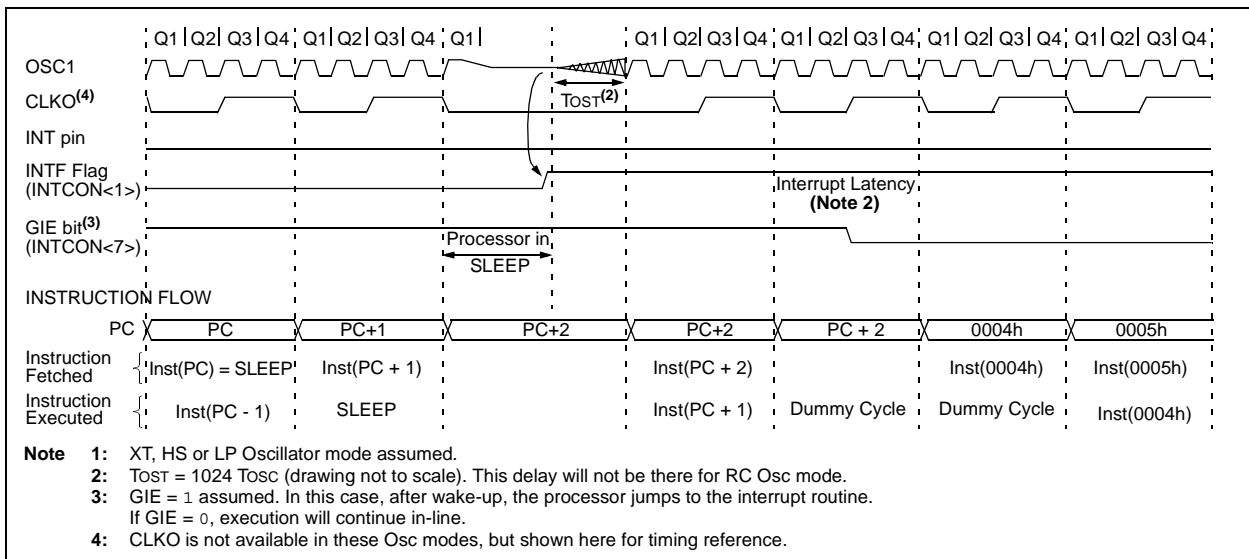 Q1 Q2 Q3 Q4 Q1 Q2 Q3 Q4 Q1 Q1 Q2 Q3 Q4 Q1 Q2 Q3 Q4 Q1 Q2 Q3 Q4 Q1 Q2 Q3 Q4
OSC1
CLKO(4) TOST(2)
INT pin
INTF Flag
(INTCON<1>) Interrupt Latency
(Note 2)
GIE bit(3)
(INTCON<7>) Processor in
SLEEP
INSTRUCTION FLOW
PC PC PC+1 PC+2 PC+2 PC + 2 0004h 0005h
Instruction
Fetched Inst(PC) = SLEEP Inst(PC + 1) Inst(PC + 2) Inst(0004h) Inst(0005h)
Instruction
Executed Inst(PC - 1) SLEEP Inst(PC + 1) Dummy Cycle Dummy Cycle Inst(0004h)
Note 1: XT, HS or LP Oscillator mode assumed.
2: TOST = 1024 TOSC (drawing not to scale). This delay will not be there for RC Osc mode.
3: GIE = 1 assumed. In this case, after wake-up, the processor jumps to the interrupt routine.
If GIE = 0, execution will continue in-line.
4: CLKO is not available in these Osc modes, but shown here for timing reference.